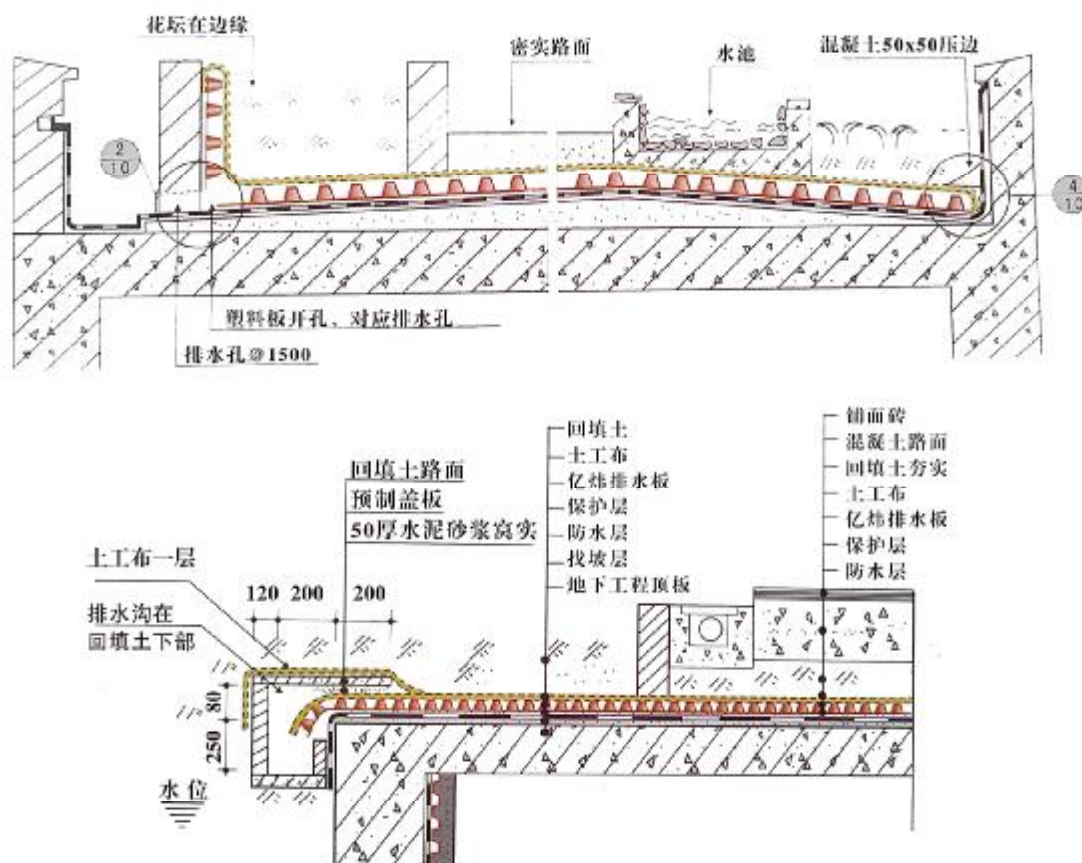 花坛在边缘
密实路面
水池
混凝土50x50压边
2
10
4
10
塑料板开孔、对应排水孔
排水孔@1500
回填土路面
预制盖板
50厚水泥砂浆窝实
回填土
土工布
亿炜排水板
保护层
防水层
找坡层
地下工程顶板
铺面砖
混凝土路面
回填土夯实
土工布
亿炜排水板
保护层
防水层
土工布一层
排水沟在
回填土下部
120 200 200
80
250
水位